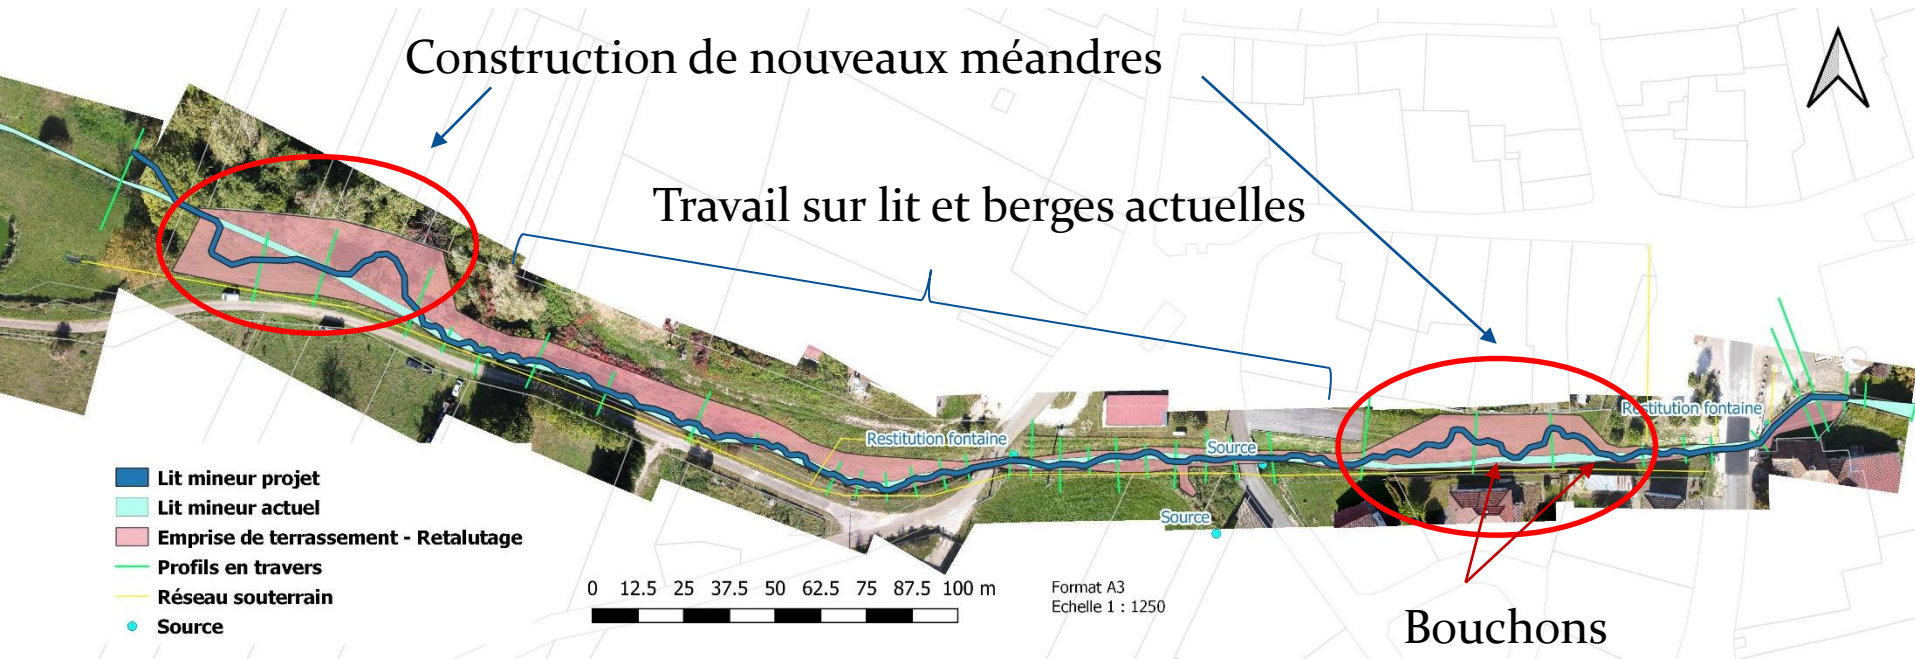 Construction de nouveaux méandres
Travail sur lit et berges actuelles
Restitution fontaine
Restitution fontaine
Source
Source
Lit mineur projet
Lit mineur actuel
Emprise de terrassement - Retalutage
Profils en travers
Réseau souterrain
Source
0 12.5 25 37.5 50 62.5 75 87.5 100 m
Format A3
Echelle 1 : 1250
Bouchons